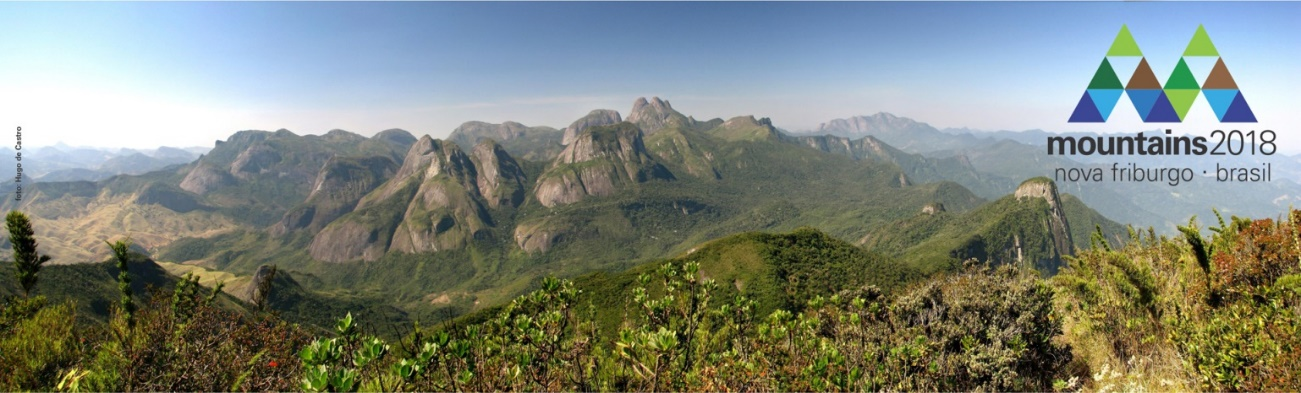 foto: Hugo de Castro
mountains2018
nova friburgo · brasil